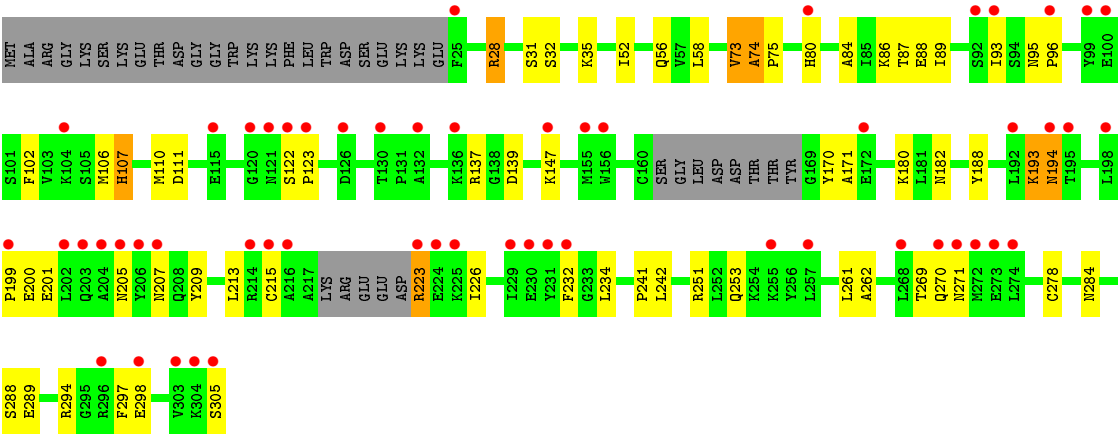 MET ALA ARG GLY LYS SER LYS GLU THR ASP GLY GLY TRP LYS LYS PHE LEU TRP ASP SER GLU LYS LYS GLU F25 R28 S31 S32 K35 I52 Q56 V57 L58 V73 A74 P75 H80 A84 I85 K86 T87 E88 I89 S92 I93 S94 N95 P96 Y99 E100
S101 F102 V103 K104 S105 M106 H107 M110 D111 E115 G120 N121 S122 P123 D126 T130 P131 A132 K136 R137 G138 D139 K147 M155 W156 C160 SER GLY LEU ASP ASP THR THR TYR G169 Y170 A171 E172 K180 L181 N182 Y188 L192 K193 N194 T195 L198
P199 E200 E201 L202 Q203 A204 N205 Y206 N207 Q208 Y209 L213 R214 C215 A216 A217 LYS ARG GLU GLU ASP R223 E224 K225 I226 I229 E230 Y231 F232 G233 L234 P241 L242 R251 Q253 L252 K254 K255 Y256 L257 L261 A262 L268 T269 Q270 N271 M272 E273 L274 C278 N284
S288 E289 R294 G295 R296 F297 E298 V303 K304 S305